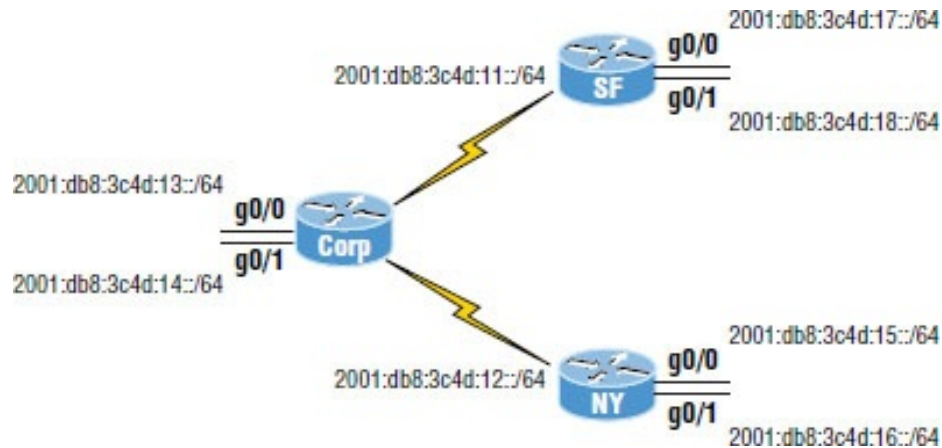 2001:db8:3c4d:17::/64
g0/0
2001:db8:3c4d:11::/64
SF
g0/1
2001:db8:3c4d:18::/64
2001:db8:3c4d:13::/64
g0/0
Corp
g0/1
2001:db8:3c4d:14::/64
2001:db8:3c4d:15::/64
g0/0
2001:db8:3c4d:12::/64
NY
g0/1
2001:db8:3c4d:16::/64